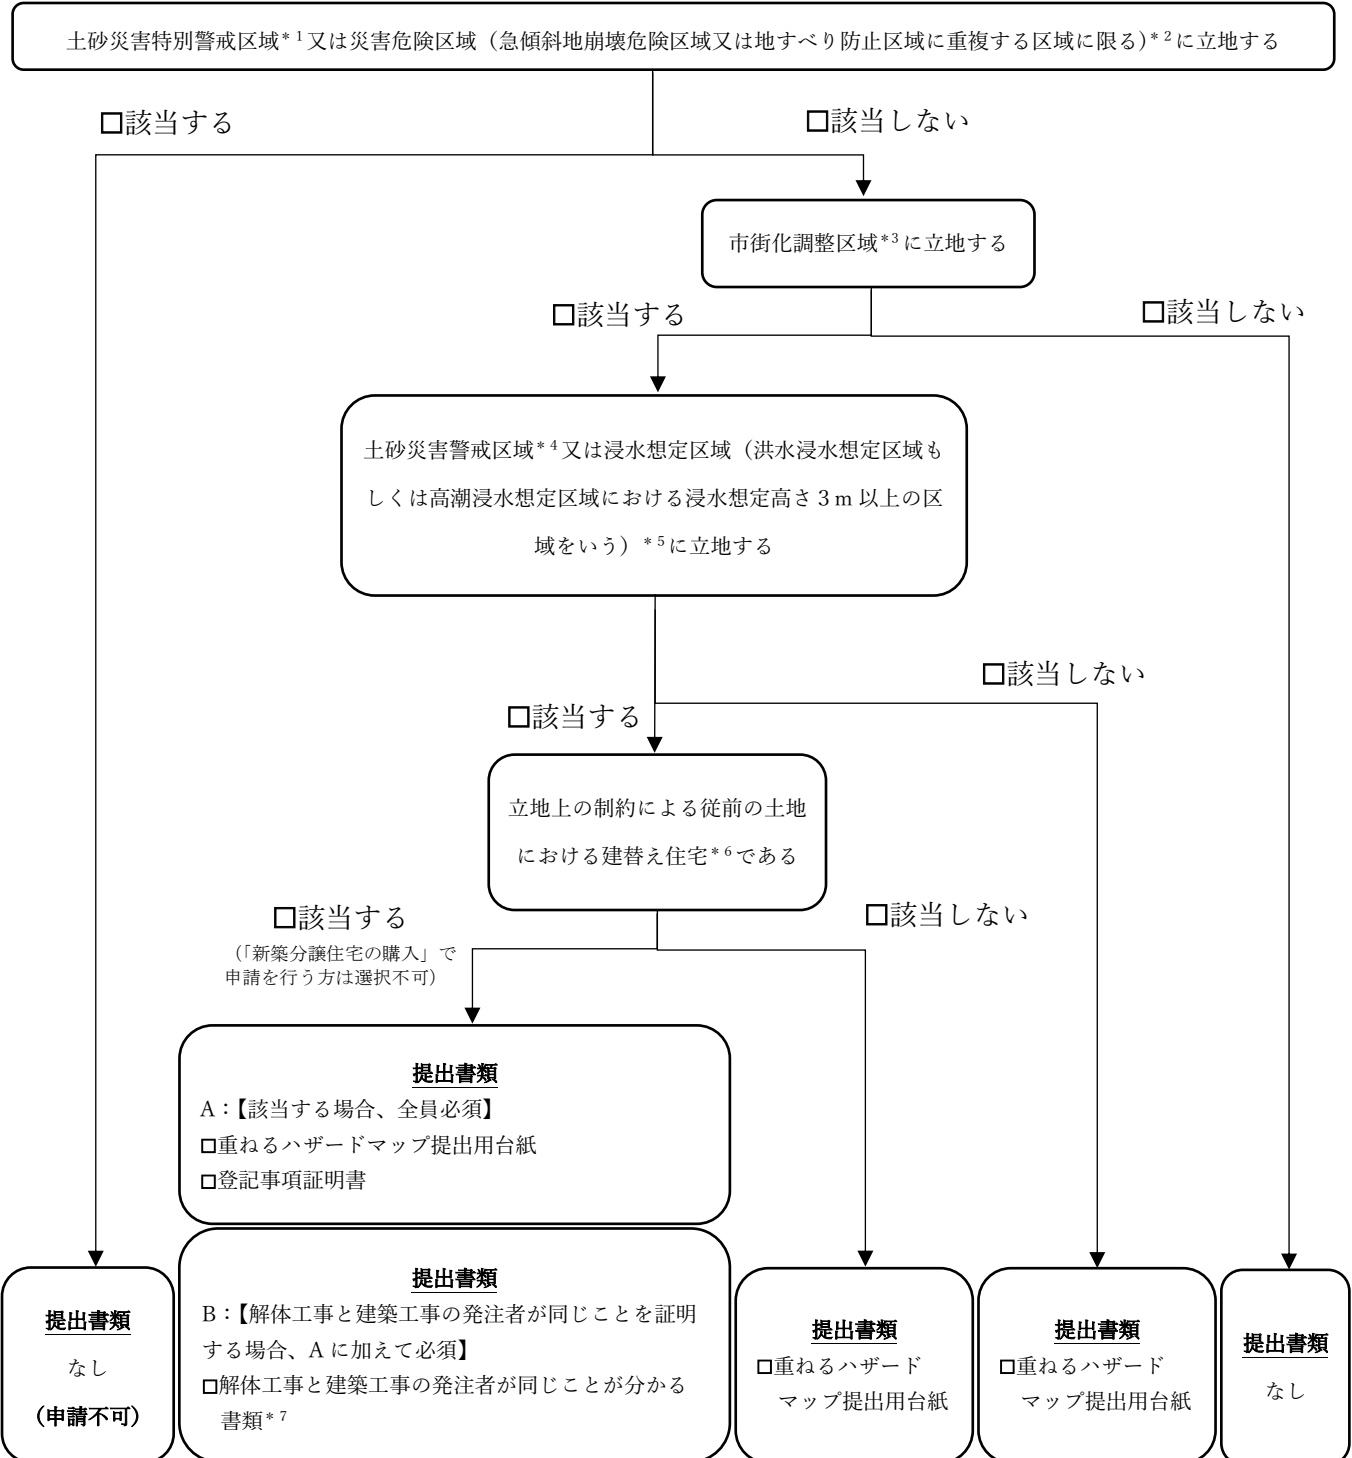 土砂災害特別警戒区域*1又は災害危険区域（急傾斜地崩壊危険区域又は地すべり防止区域に重複する区域に限る）*2に立地する
□該当する
□該当しない
市街化調整区域*3に立地する
□該当する
□該当しない
土砂災害警戒区域*4又は浸水想定区域（洪水浸水想定区域も
しくは高潮浸水想定区域における浸水想定高さ3m以上の区
域をいう）*5に立地する
□該当しない
□該当する
立地上の制約による従前の土地
における建替え住宅*6である
□該当する
（「新築分譲住宅の購入」で
申請を行う方は選択不可）
□該当しない
提出書類
A：【該当する場合、全員必須】
□重ねるハザードマップ提出用台紙
□登記事項証明書
提出書類
B：【解体工事と建築工事の発注者が同じことを証明
する場合、Aに加えて必須】
□解体工事と建築工事の発注者が同じことが分かる
書類*7
提出書類
なし
（申請不可）
提出書類
□重ねるハザード
マップ提出用台紙
提出書類
□重ねるハザード
マップ提出用台紙
提出書類
なし